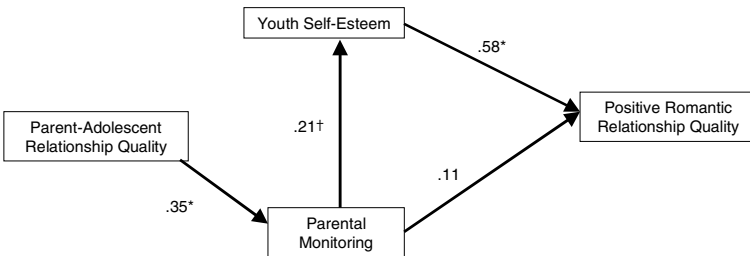 Youth Self-Esteem
.58*
Positive Romantic
Relationship Quality
Parent-Adolescent
Relationship Quality
.21†
.11
.35*
Parental
Monitoring